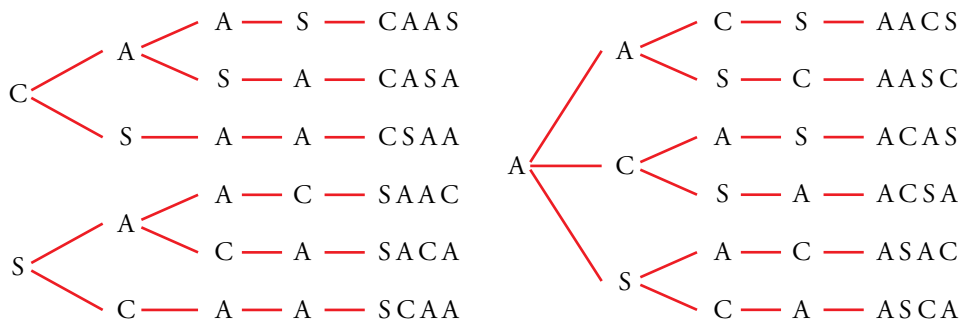 A — S — CAAS
A
S — A — CASA
C
S — A — A — CSAA
A — C — SAAC
A
C — A — SACA
S
C — A — A — SCAA
C — S — AACS
A
S — C — AASC
A — S — ACAS
A
C
S — A — ACSA
A — C — ASAC
S
C — A — ASCA